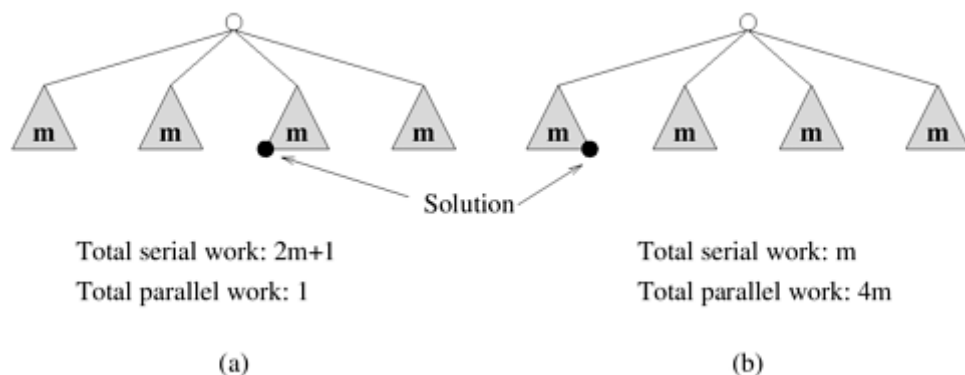 m m m m m m m m
Solution
Total serial work: 2m+1 Total serial work: m
Total parallel work: 1 Total parallel work: 4m
(a) (b)